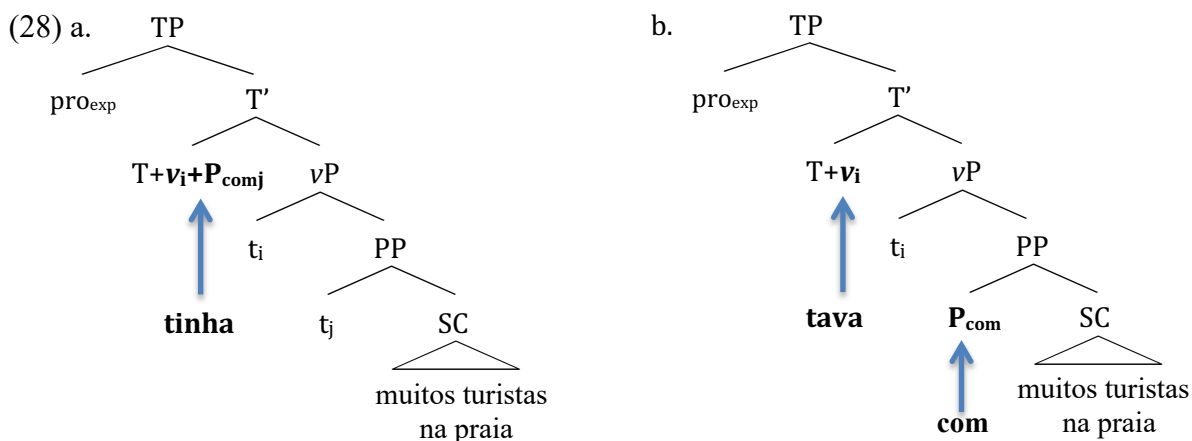 (28) a. TP b. TP
pro_exp T’ pro_exp T’
T+v_i+P_comj vP T+v_i vP
t_i PP t_i PP
tinha t_j SC tava P_com SC
muitos turistas muitos turistas
na praia com na praia